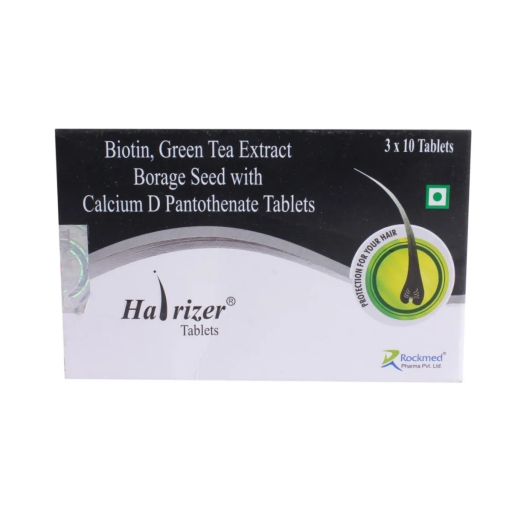 Biotin, Green Tea Extract
Borage Seed with
Calcium D Pantothenate Tablets
3 x 10 Tablets
PROTECTION FOR YOUR HAIR
Hairizer®
Tablets
Rockmed®
Pharma Pvt. Ltd.